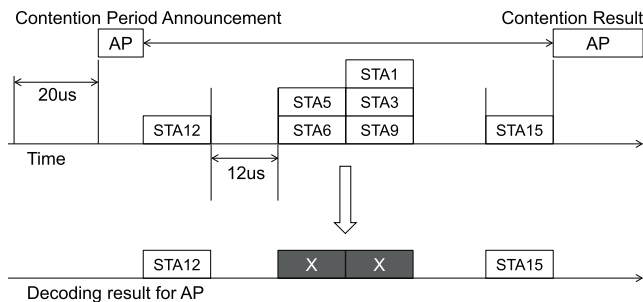 Contention Period Announcement
Contention Result
AP
AP
STA1
20us
STA5
STA3
STA12
STA6
STA9
STA15
Time
12us
STA12
X
X
STA15
Decoding result for AP